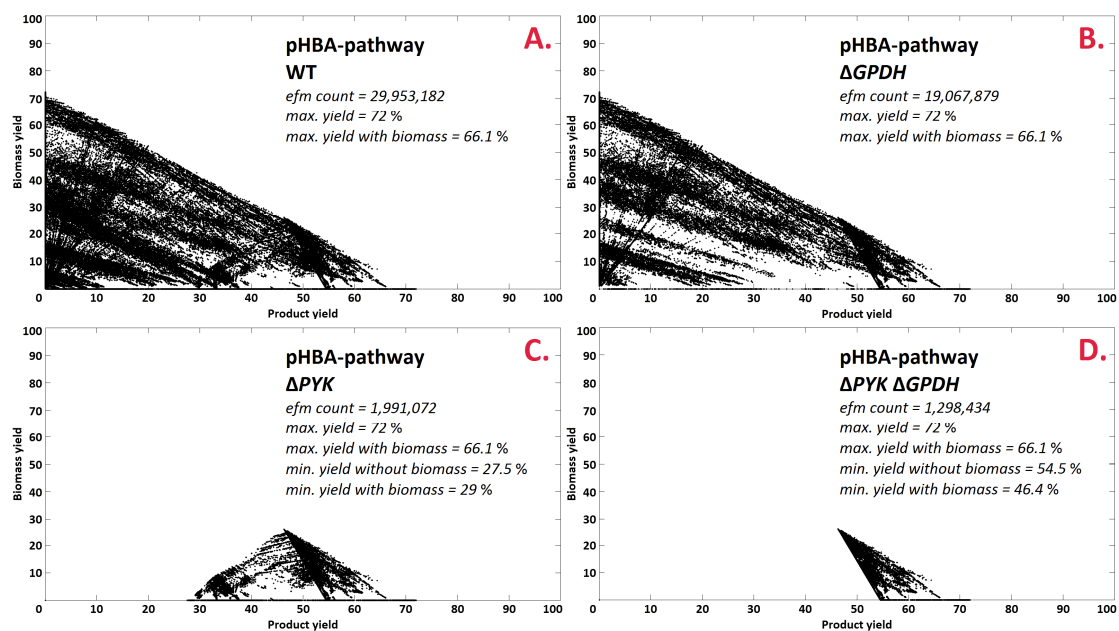 A.
pHBA-pathway
WT
efm count = 29,953,182
max. yield = 72 %
max. yield with biomass = 66.1 %
Biomass yield
100
90
80
70
60
50
40
30
20
10
0 10 20 30 40 50 60 70 80 90 100
Product yield
B.
pHBA-pathway
ΔGPDH
efm count = 19,067,879
max. yield = 72 %
max. yield with biomass = 66.1 %
Biomass yield
100
90
80
70
60
50
40
30
20
10
0 10 20 30 40 50 60 70 80 90 100
Product yield
C.
pHBA-pathway
ΔPYK
efm count = 1,991,072
max. yield = 72 %
max. yield with biomass = 66.1 %
min. yield without biomass = 27.5 %
min. yield with biomass = 29 %
Biomass yield
100
90
80
70
60
50
40
30
20
10
0 10 20 30 40 50 60 70 80 90 100
Product yield
D.
pHBA-pathway
ΔPYK ΔGPDH
efm count = 1,298,434
max. yield = 72 %
max. yield with biomass = 66.1 %
min. yield without biomass = 54.5 %
min. yield with biomass = 46.4 %
Biomass yield
100
90
80
70
60
50
40
30
20
10
0 10 20 30 40 50 60 70 80 90 100
Product yield